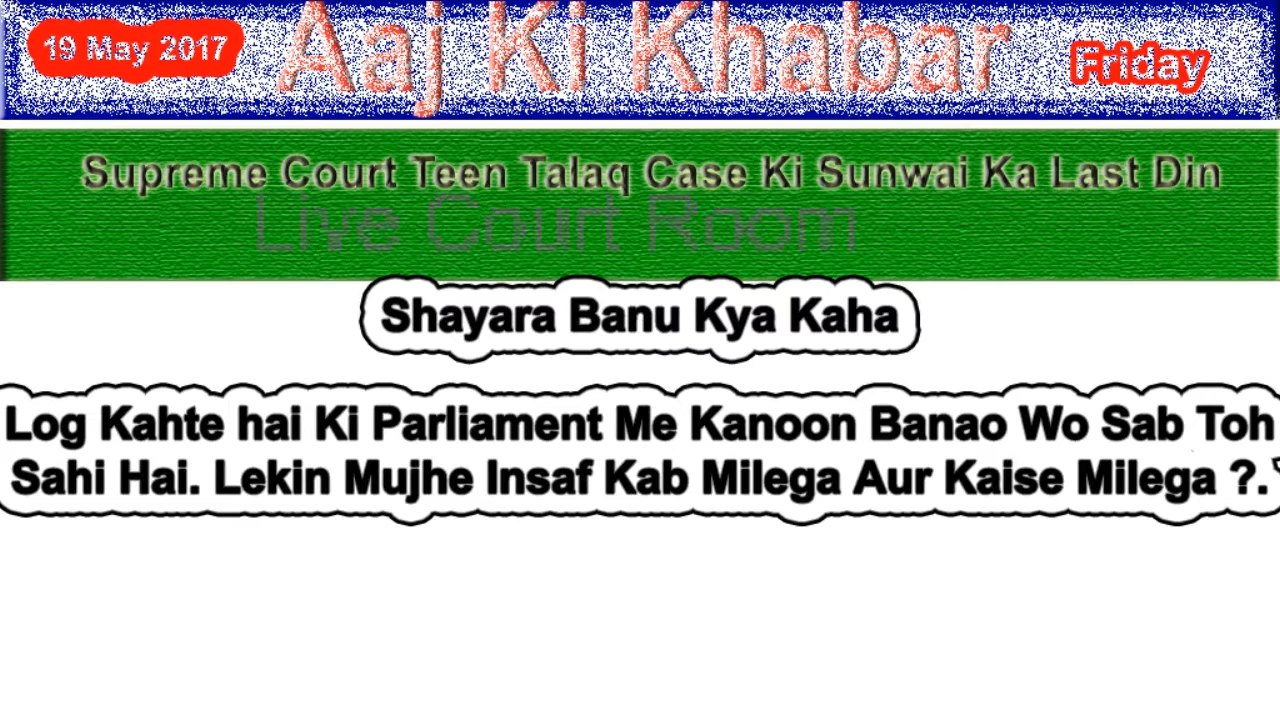 19 May 2017
Aaj Ki Khabar
Friday
Supreme Court Teen Talaq Case Ki Sunwai Ka Last Din
Live Court Room
Shayara Banu Kya Kaha
Log Kahte hai Ki Parliament Me Kanoon Banao Wo Sab Toh
Sahi Hai. Lekin Mujhe Insaf Kab Milega Aur Kaise Milega ?.